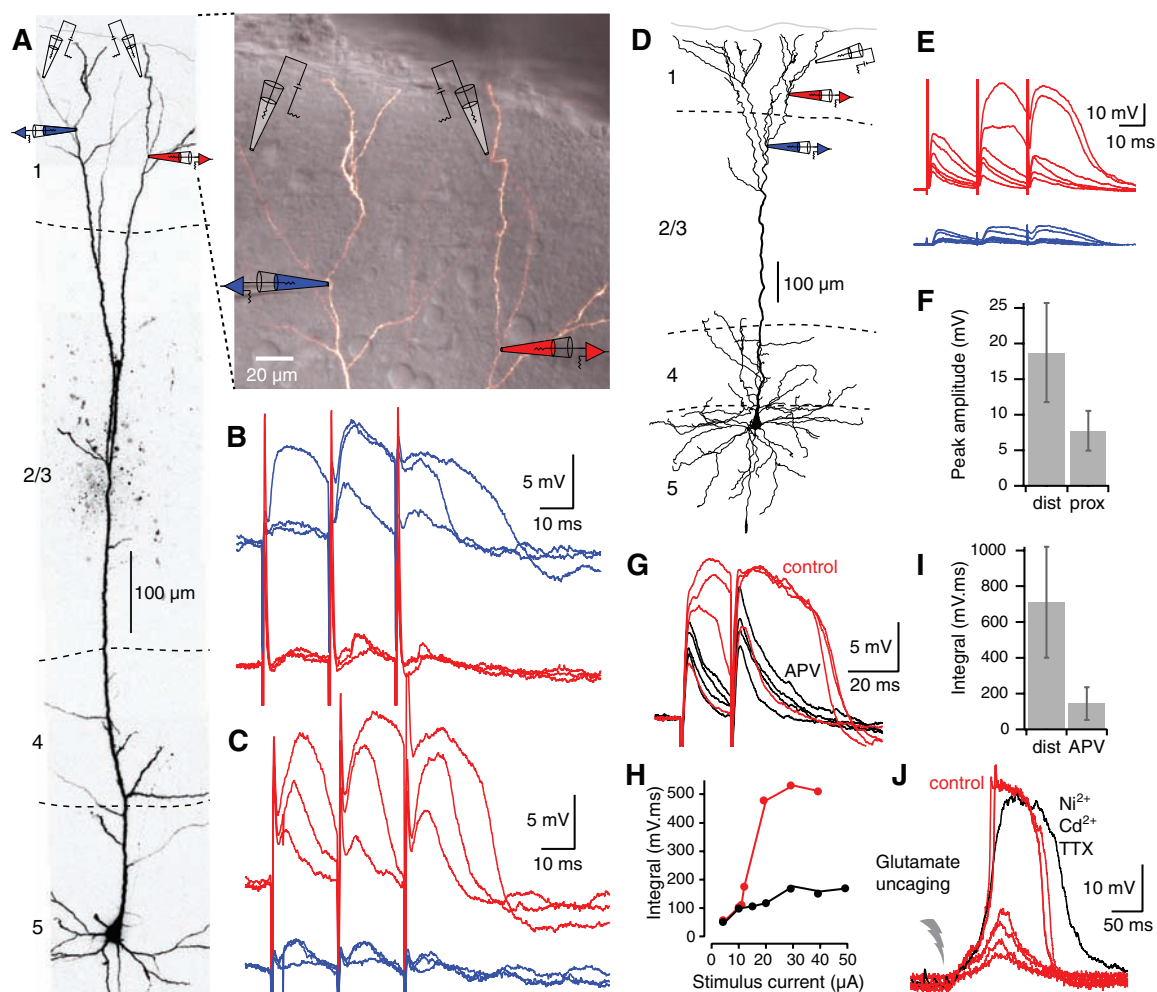 A
1
2/3
100 µm
4
5
20 µm
B
5 mV
10 ms
C
5 mV
10 ms
D
1
2/3
100 µm
4
5
E
10 mV
10 ms
F
Peak amplitude (mV)
25
20
15
10
5
0
dist prox
G
control
APV
5 mV
20 ms
H
Integral (mV.ms)
500
400
300
200
100
0
0 10 20 30 40 50
Stimulus current (µA)
I
Integral (mV.ms)
1000
800
600
400
200
0
dist APV
J
control
Ni2+
Cd2+
TTX
Glutamate
uncaging
10 mV
50 ms